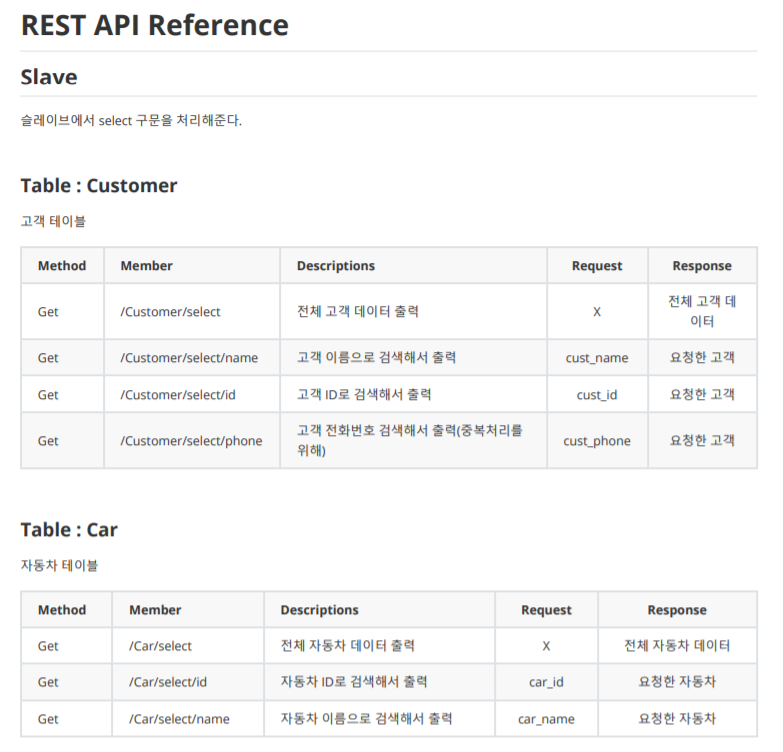 REST API Reference
Slave
슬레이브에서 select 구문을 처리해준다.
Table : Customer
고객 테이블
Method Member Descriptions Request Response
Get /Customer/select 전체 고객 데이터 출력 X 전체 고객 데
이터
Get /Customer/select/name 고객 이름으로 검색해서 출력 cust_name 요청한 고객
Get /Customer/select/id 고객 ID로 검색해서 출력 cust_id 요청한 고객
Get /Customer/select/phone 고객 전화번호 검색해서 출력(중복처리를
위해) cust_phone 요청한 고객
Table : Car
자동차 테이블
Method Member Descriptions Request Response
Get /Car/select 전체 자동차 데이터 출력 X 전체 자동차 데이터
Get /Car/select/id 자동차 ID로 검색해서 출력 car_id 요청한 자동차
Get /Car/select/name 자동차 이름으로 검색해서 출력 car_name 요청한 자동차